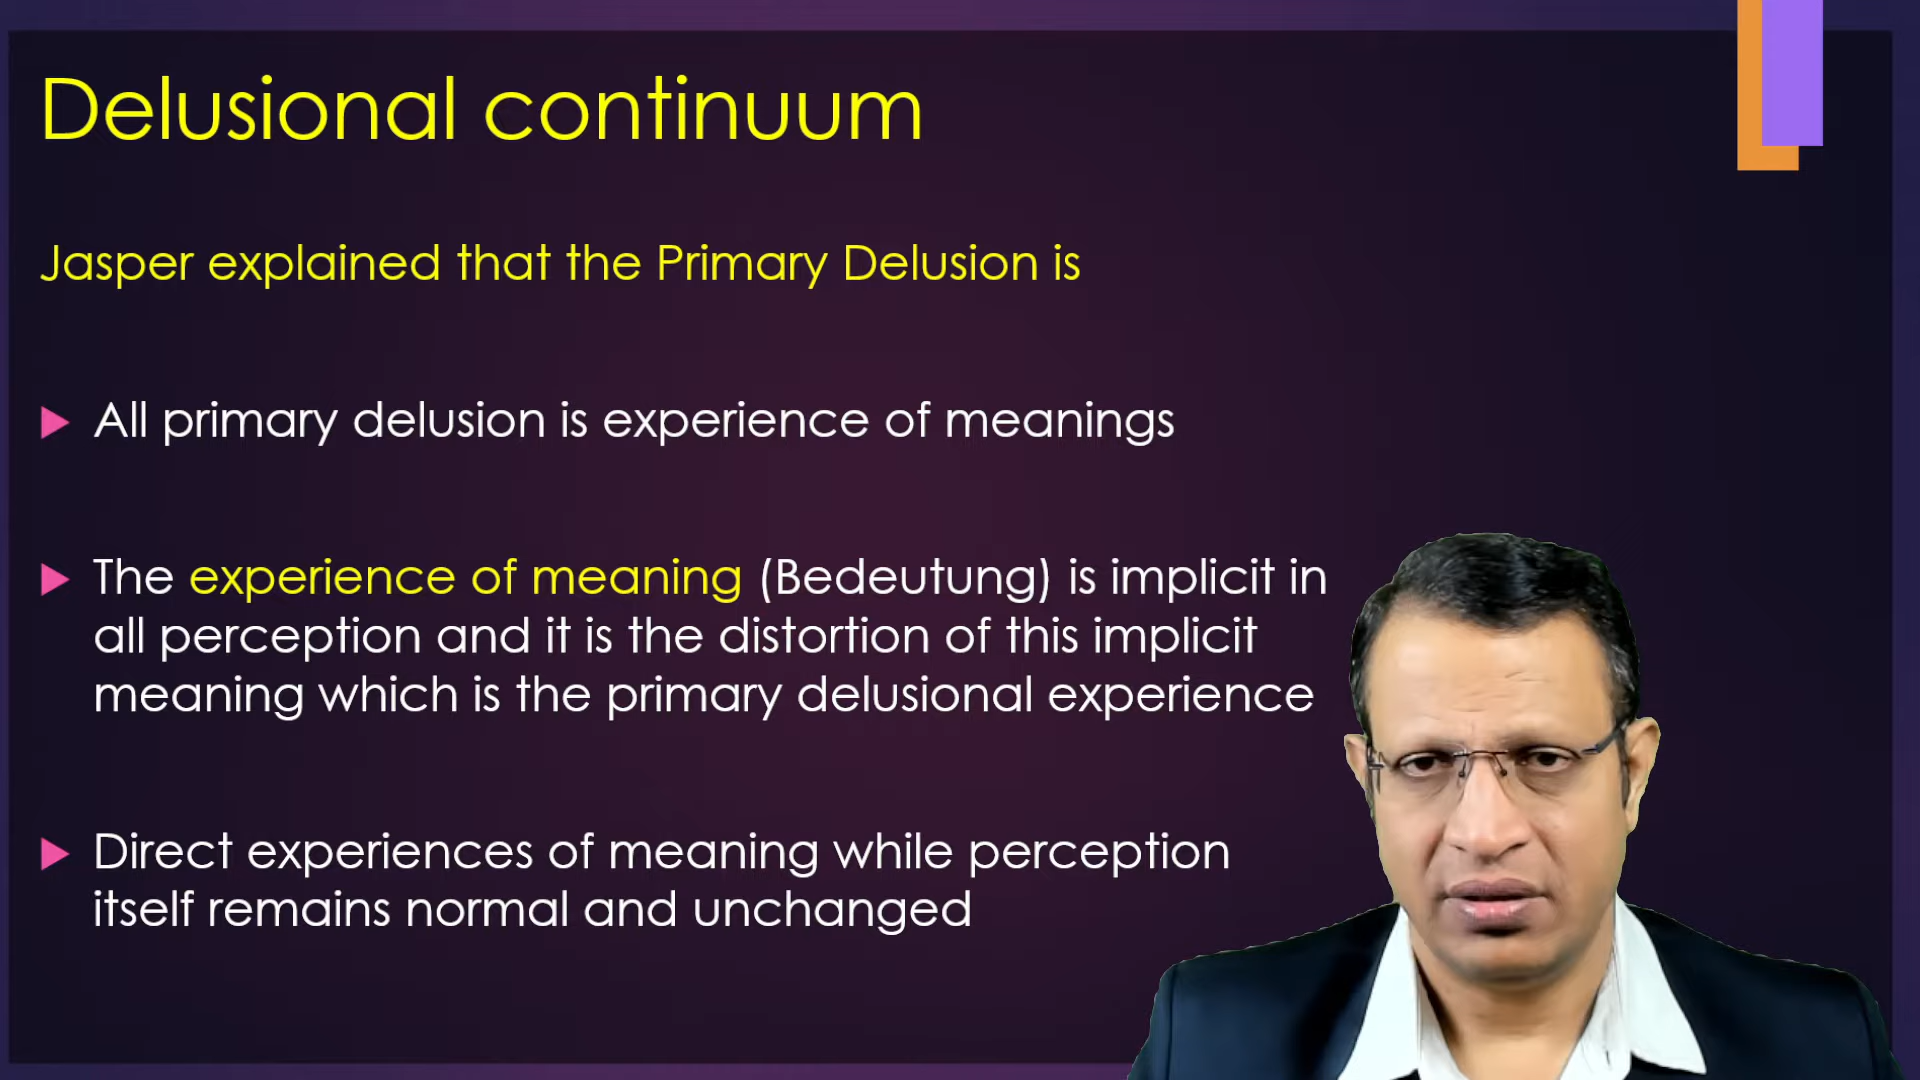 Delusional continuum
Jasper explained that the Primary Delusion is
All primary delusion is experience of meanings
The experience of meaning (Bedeutung) is implicit in
all perception and it is the distortion of this implicit
meaning which is the primary delusional experience
Direct experiences of meaning while perception
itself remains normal and unchanged